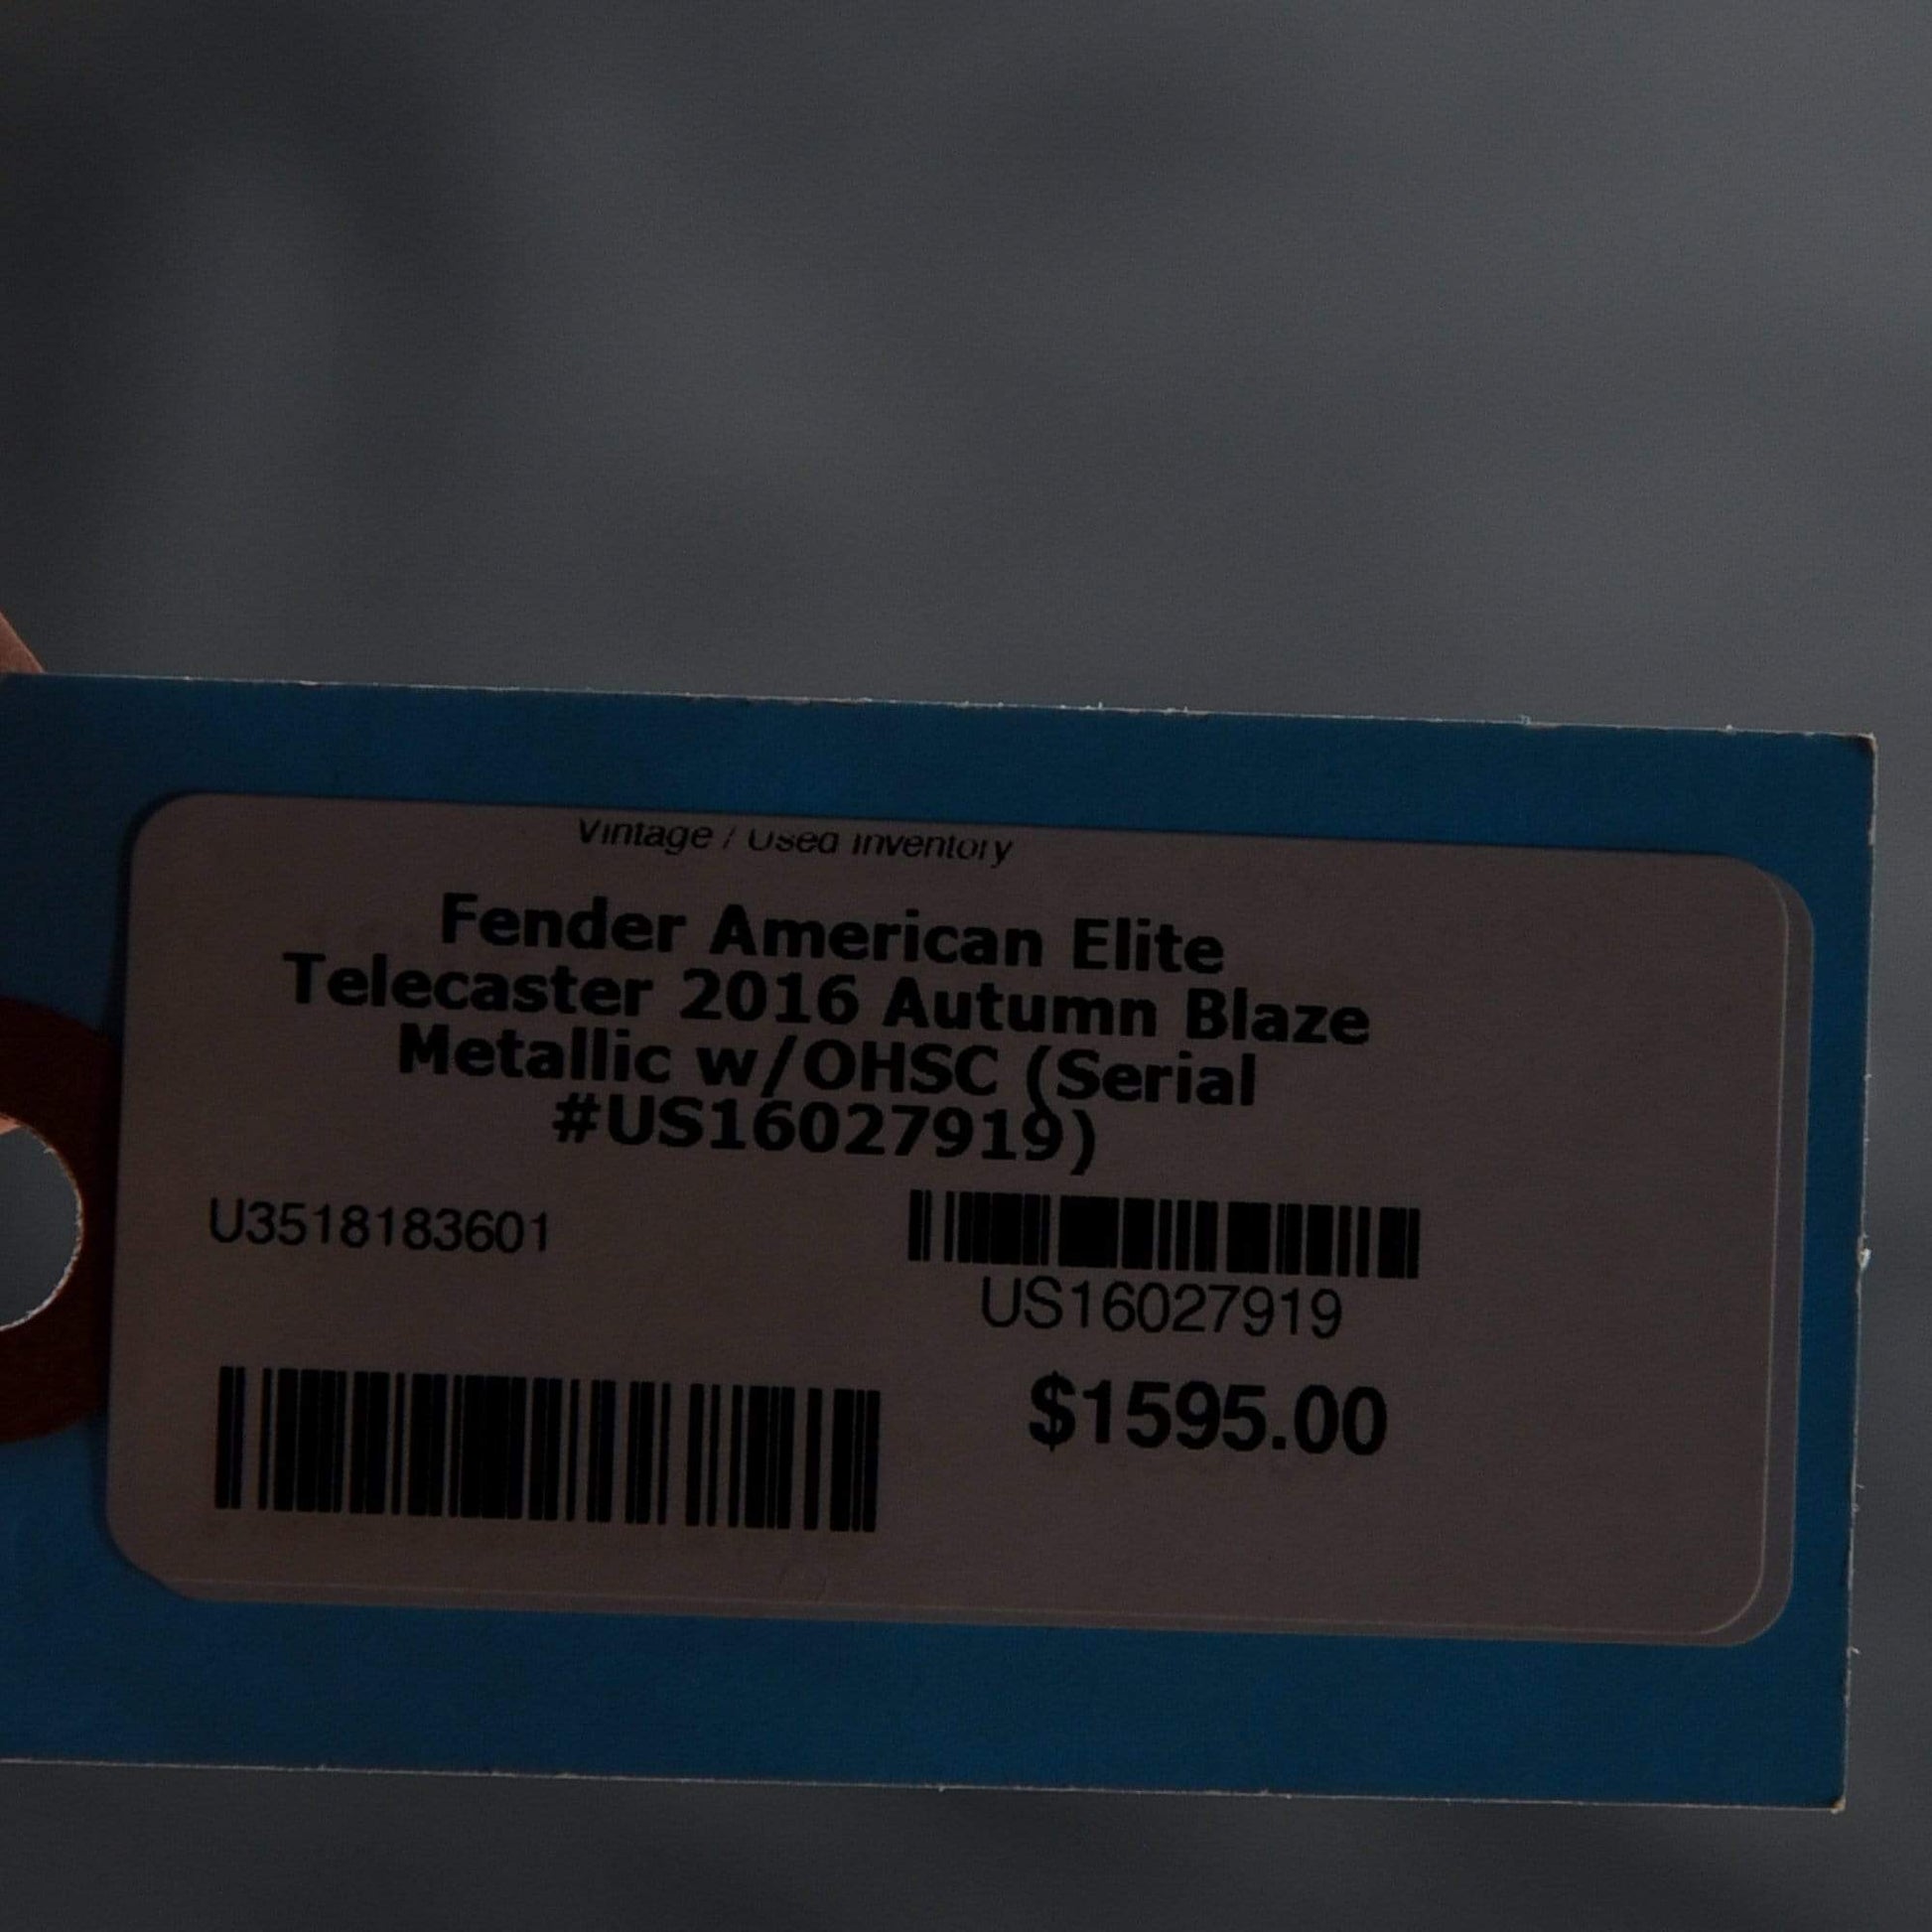 Vintage / Used Inventory
Fender American Elite
Telecaster 2016 Autumn Blaze
Metallic w/OHSC (Serial
#US16027919)
U3518183601
US16027919
$1595.00